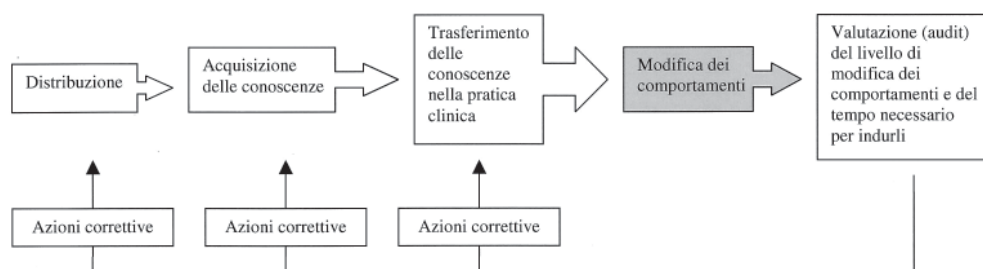 Distribuzione
Acquisizione
delle conoscenze
Trasferimento
delle
conoscenze
nella pratica
clinica
Modifica dei
comportamenti
Valutazione (audit)
del livello di
modifica dei
comportamenti e del
tempo necessario
per indurli
Azioni correttive
Azioni correttive
Azioni correttive